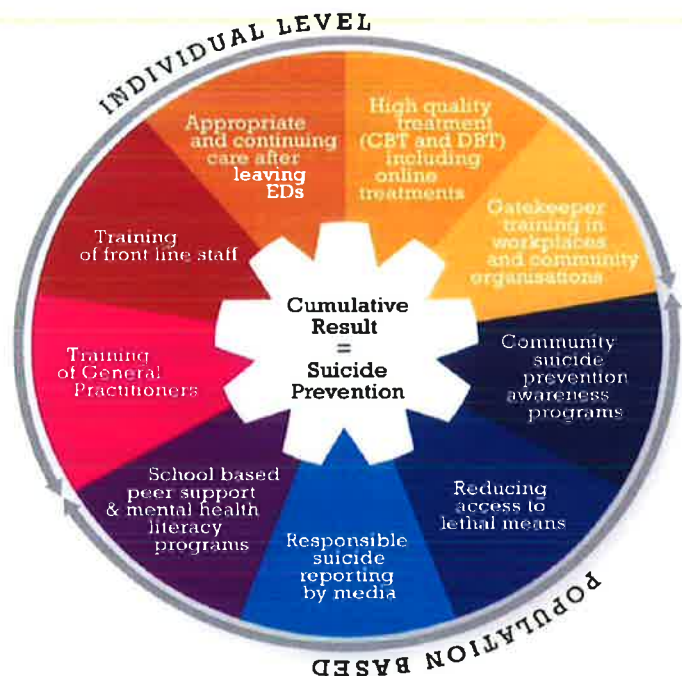 INDIVIDUAL LEVEL
Appropriate
and continuing
care after
leaving
EDs
High quality
treatment
(CBT and DBT)
including
online
treatments
Gatekeeper
training in
workplaces
and community
organisations
Community
suicide
prevention
awareness
programs
Reducing
access to
lethal means
Responsible
suicide
reporting
by media
School based
peer support
& mental health
literacy
programs
Training
of General
Practitioners
Training
of front line staff
Cumulative
Result
=
Suicide
Prevention
POPULATION BASED